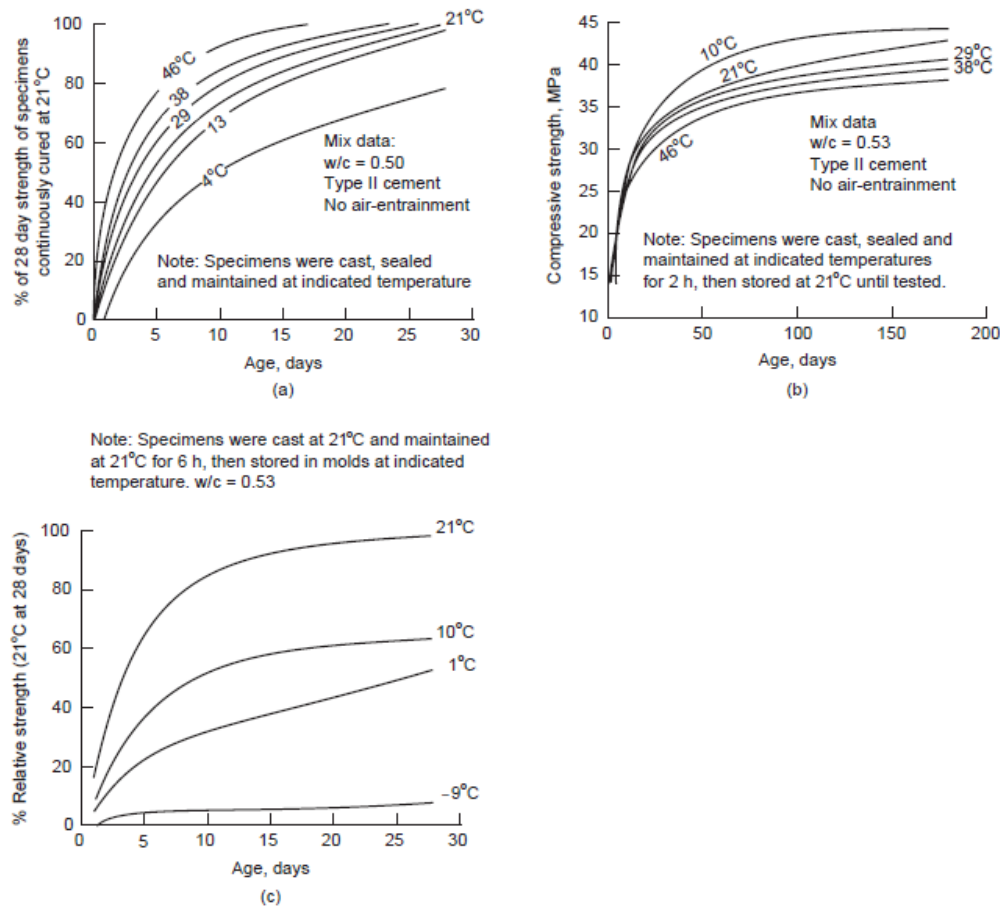 % of 28 day strength of specimens
continuously cured at 21°C
100
80
60
40
20
0
46°C
38
29
13
4°C
21°C
Mix data:
w/c = 0.50
Type II cement
No air-entrainment
Note: Specimens were cast, sealed
and maintained at indicated temperature
0 5 10 15 20 25 30
Age, days
(a)
Compressive strength, MPa
45
40
35
30
25
20
15
10
10°C
21°C
29°C
38°C
46°C
Mix data
w/c = 0.53
Type II cement
No air-entrainment
Note: Specimens were cast, sealed and
maintained at indicated temperatures
for 2 h, then stored at 21°C until tested.
0 50 100 150 200
Age, days
(b)
Note: Specimens were cast at 21°C and maintained
at 21°C for 6 h, then stored in molds at indicated
temperature. w/c = 0.53
% Relative strength (21°C at 28 days)
100
80
60
40
20
0
21°C
10°C
1°C
–9°C
0 5 10 15 20 25 30
Age, days
(c)